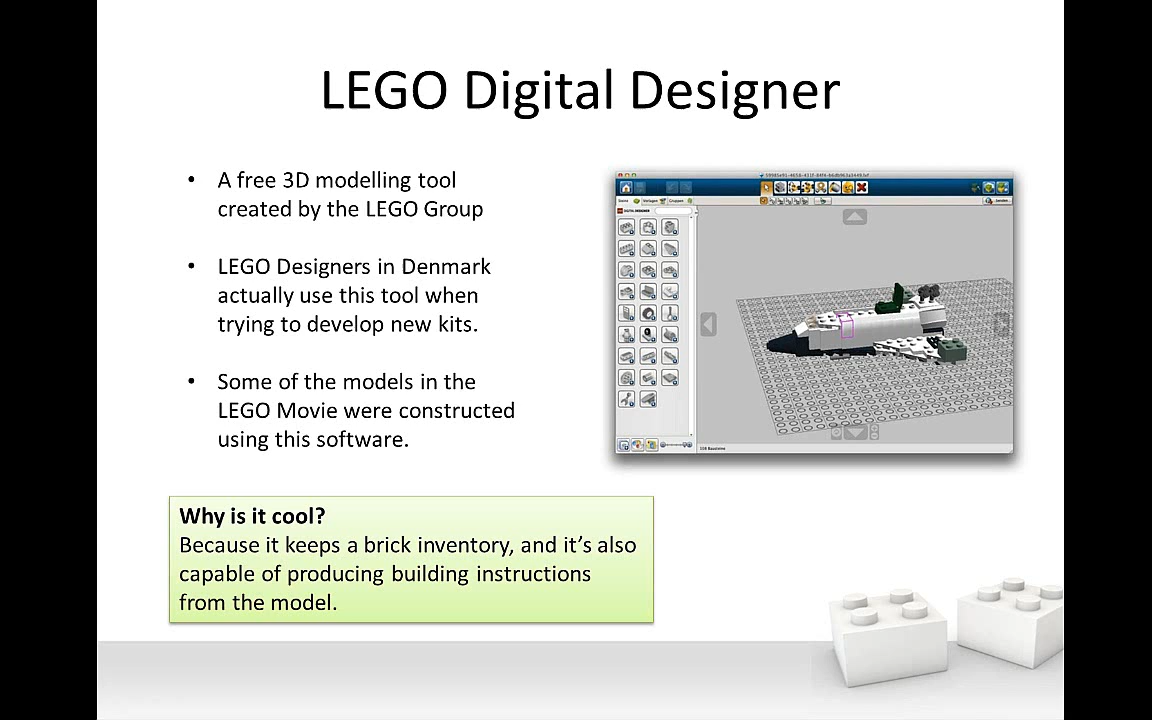 LEGO Digital Designer
• A free 3D modelling tool
created by the LEGO Group
• LEGO Designers in Denmark
actually use this tool when
trying to develop new kits.
• Some of the models in the
LEGO Movie were constructed
using this software.
Why is it cool?
Because it keeps a brick inventory, and it’s also
capable of producing building instructions
from the model.